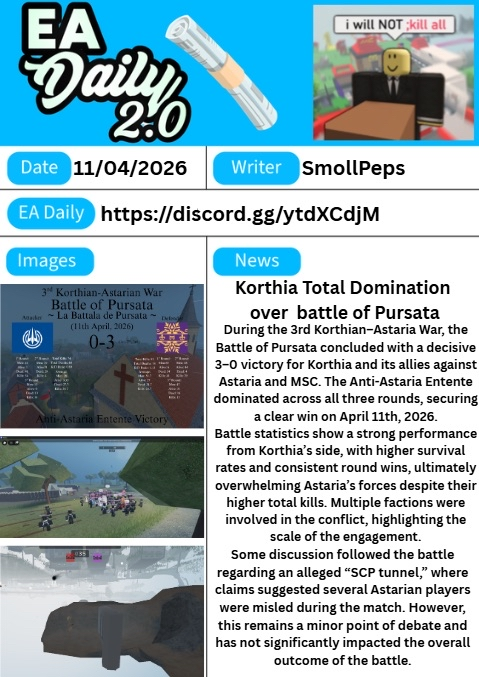 EA
Daily
2.0
i will NOT ;kill all
Date 11/04/2026
Writer SmollPeps
EA Daily https://discord.gg/ytdXCdjM
Images
3rd Korthian-Astarian War
Battle of Pursata
~ La Battala de Pursata ~
(11th April, 2026)
Attacker
Defender
0-3
Anti-Astaria Entente Victory
News
Korthia Total Domination
over battle of Pursata
During the 3rd Korthian–Astaria War, the
Battle of Pursata concluded with a decisive
3–0 victory for Korthia and its allies against
Astaria and MSC. The Anti-Astaria Entente
dominated across all three rounds, securing
a clear win on April 11th, 2026.
Battle statistics show a strong performance
from Korthia’s side, with higher survival
rates and consistent round wins, ultimately
overwhelming Astaria’s forces despite their
higher total kills. Multiple factions were
involved in the conflict, highlighting the
scale of the engagement.
Some discussion followed the battle
regarding an alleged “SCP tunnel,” where
claims suggested several Astarian players
were misled during the match. However,
this remains a minor point of debate and
has not significantly impacted the overall
outcome of the battle.